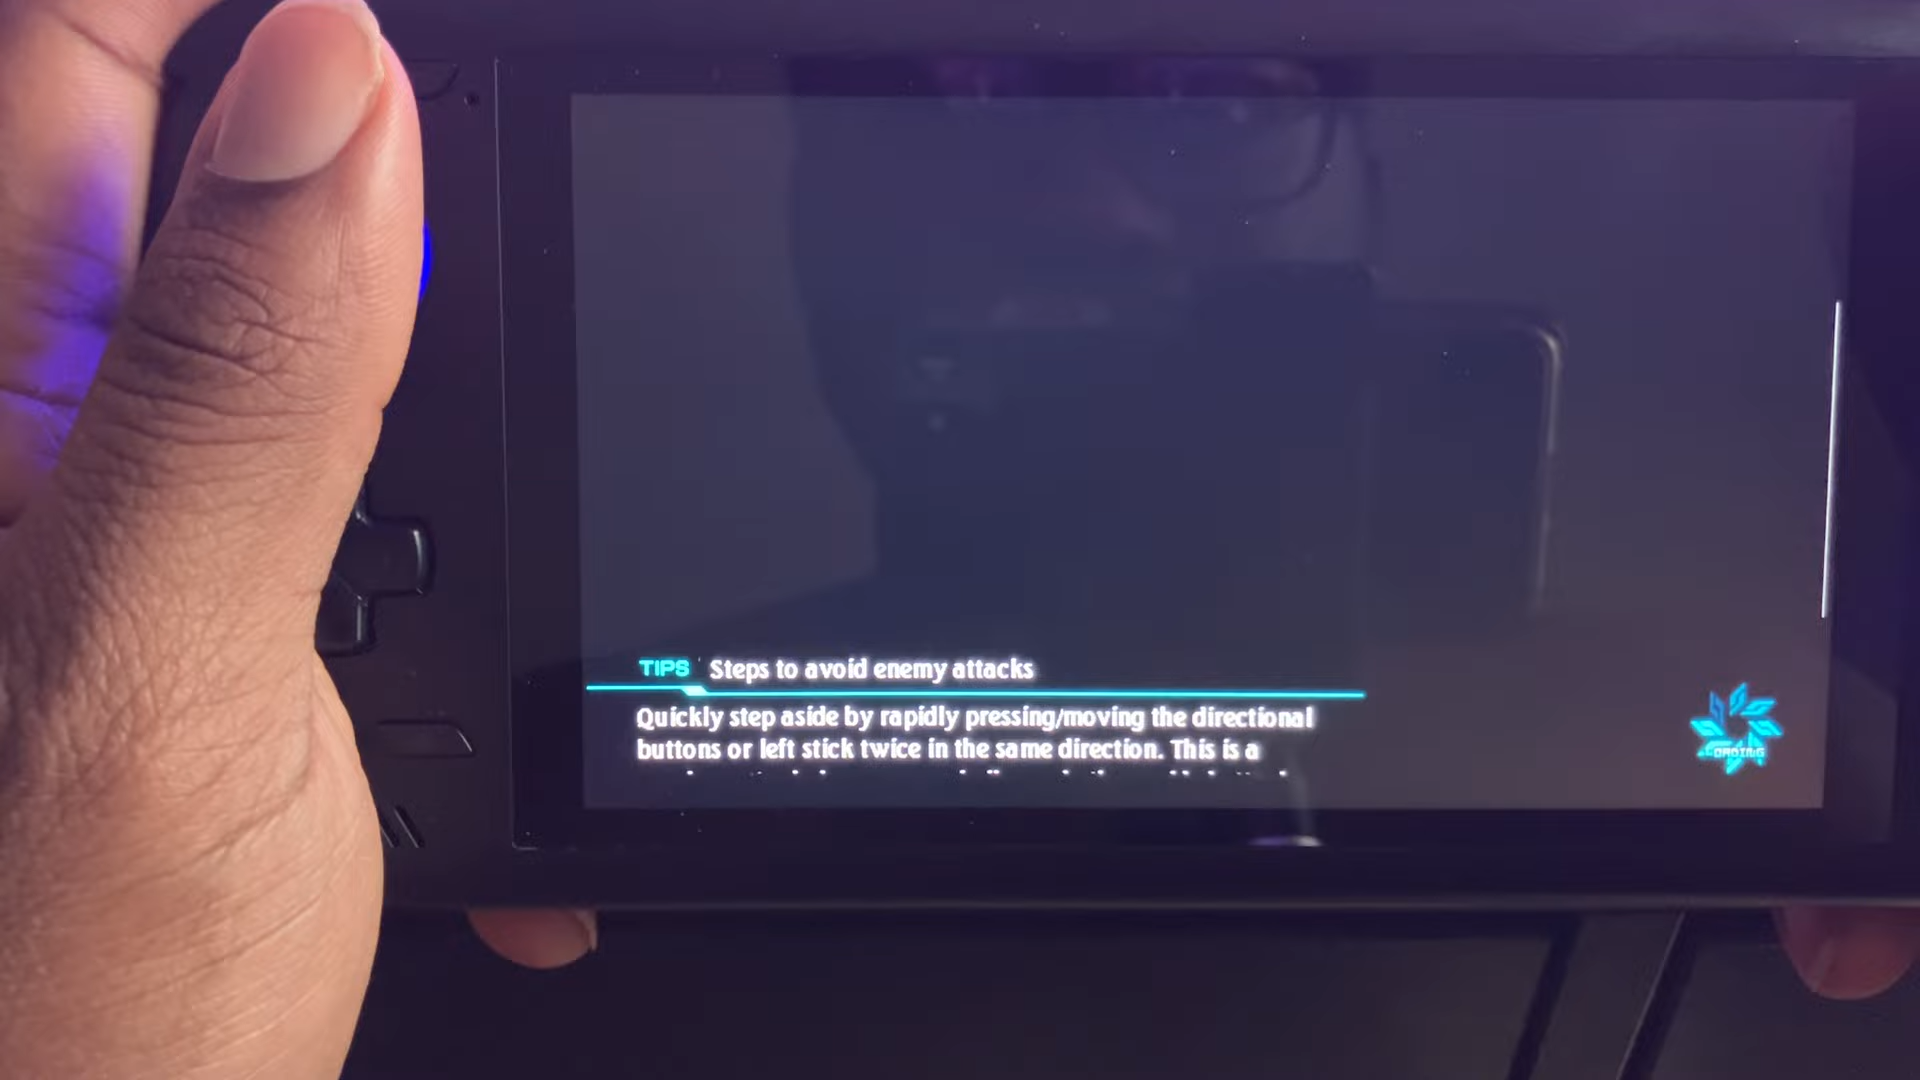 TIPS Steps to avoid enemy attacks
Quickly step aside by rapidly pressing/moving the directional
buttons or left stick twice in the same direction. This is a
LOADING